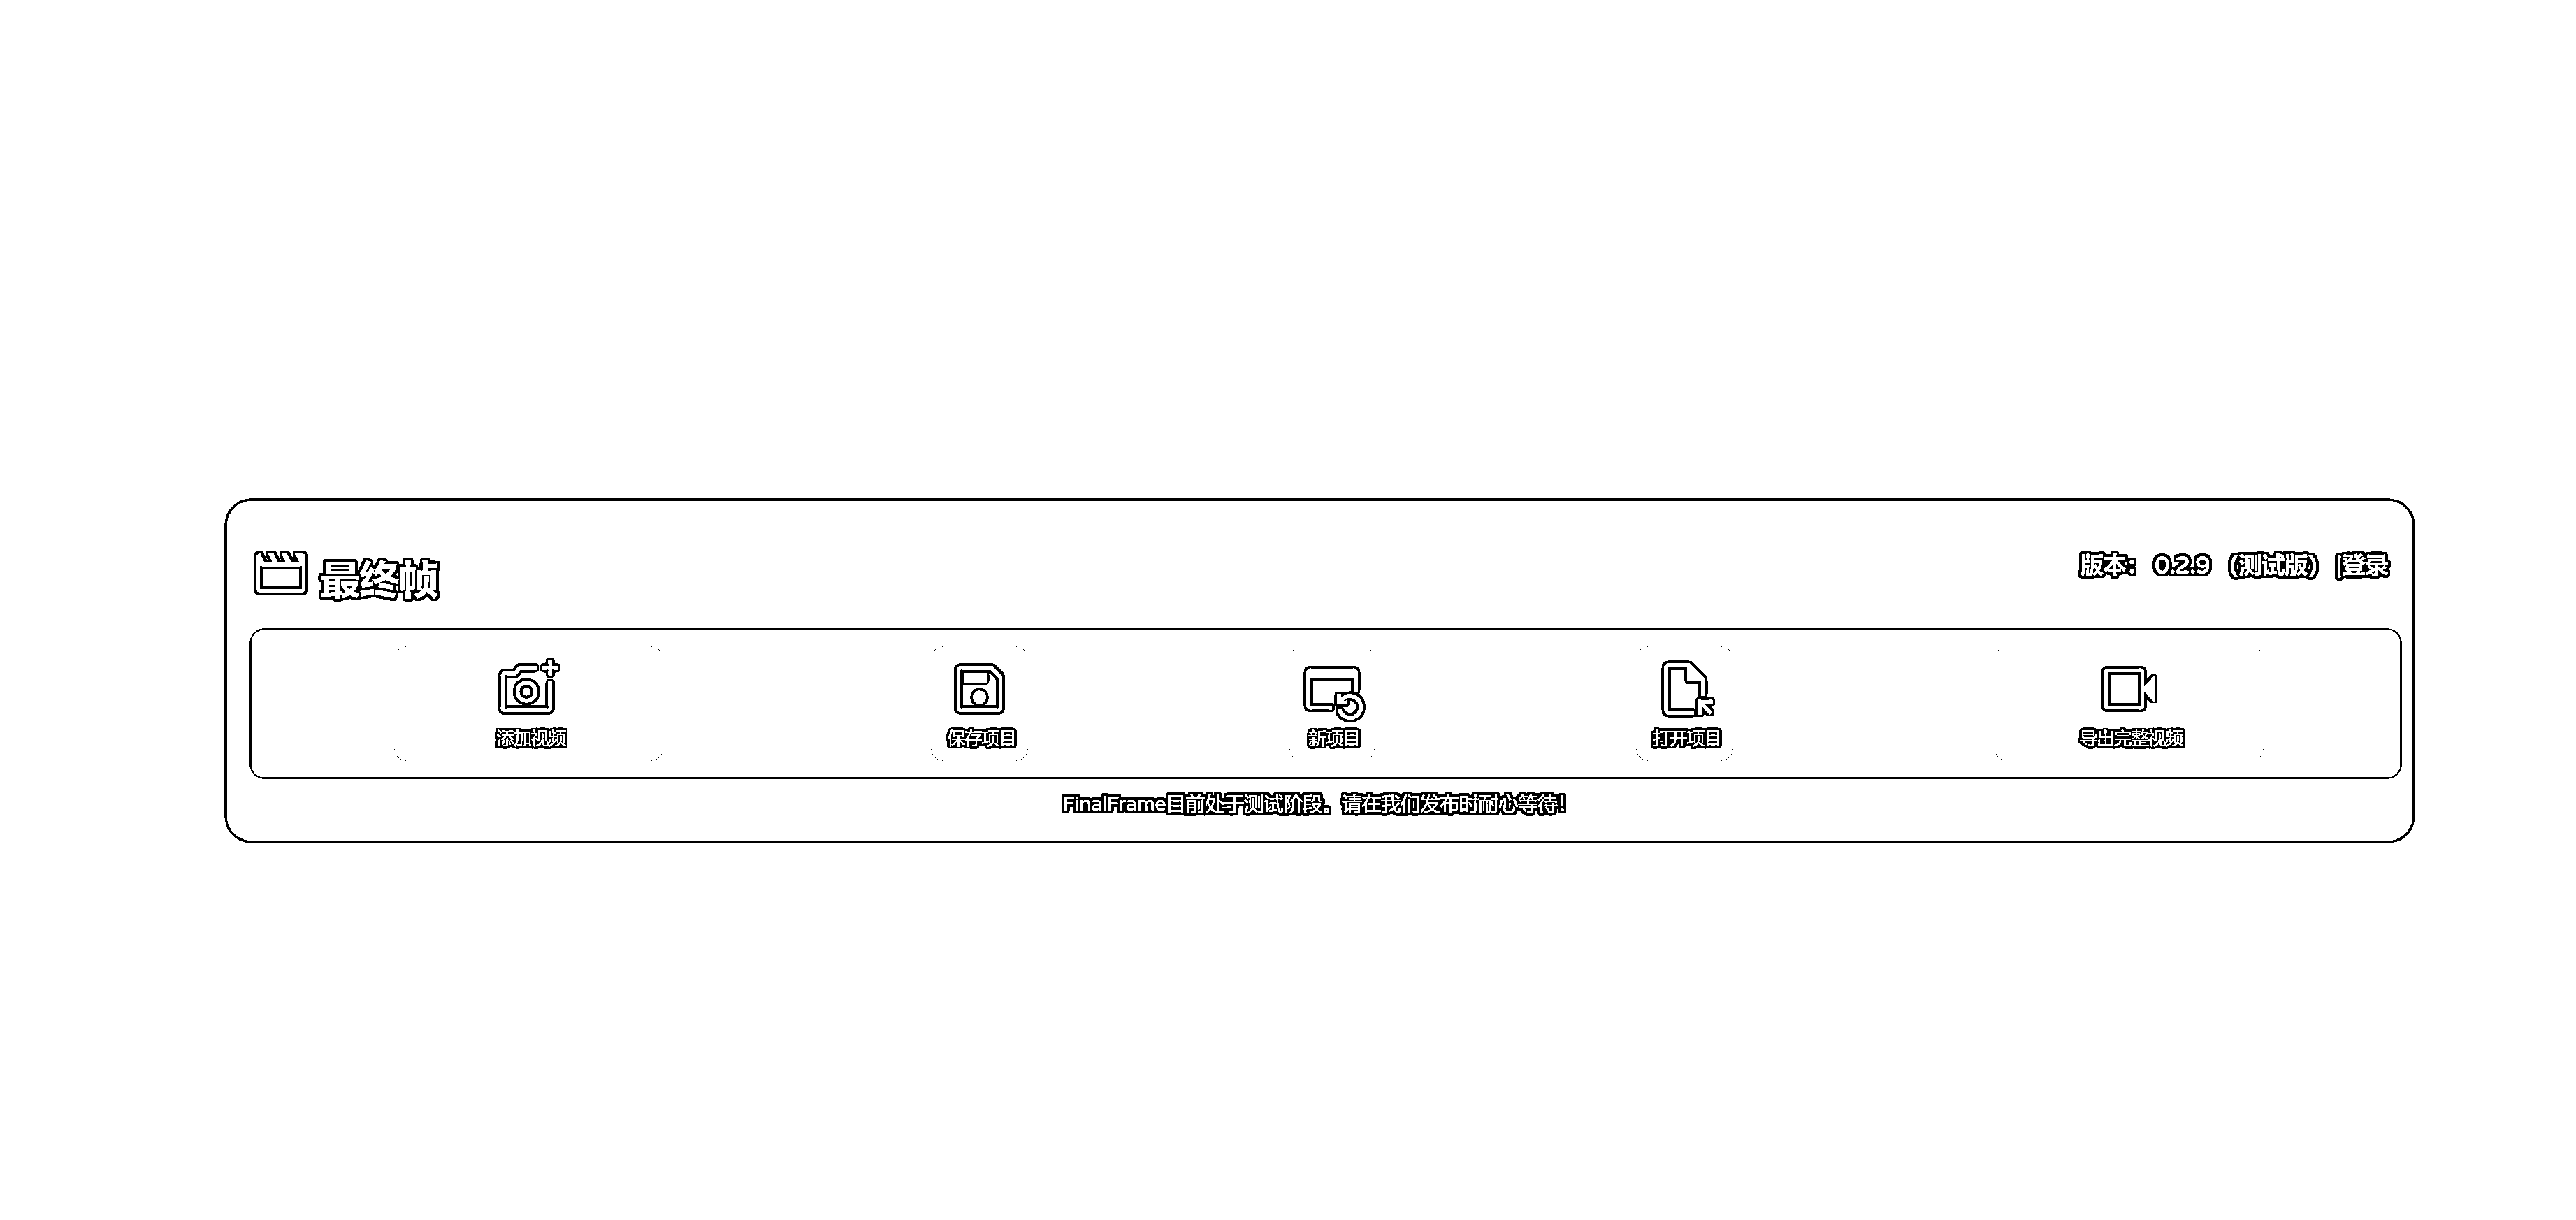 最终帧
版本: 0.2.9 (测试版) |登录
添加视频
保存项目
新项目
打开项目
导出完整视频
FinalFrame目前处于测试阶段。请在我们发布时耐心等待!